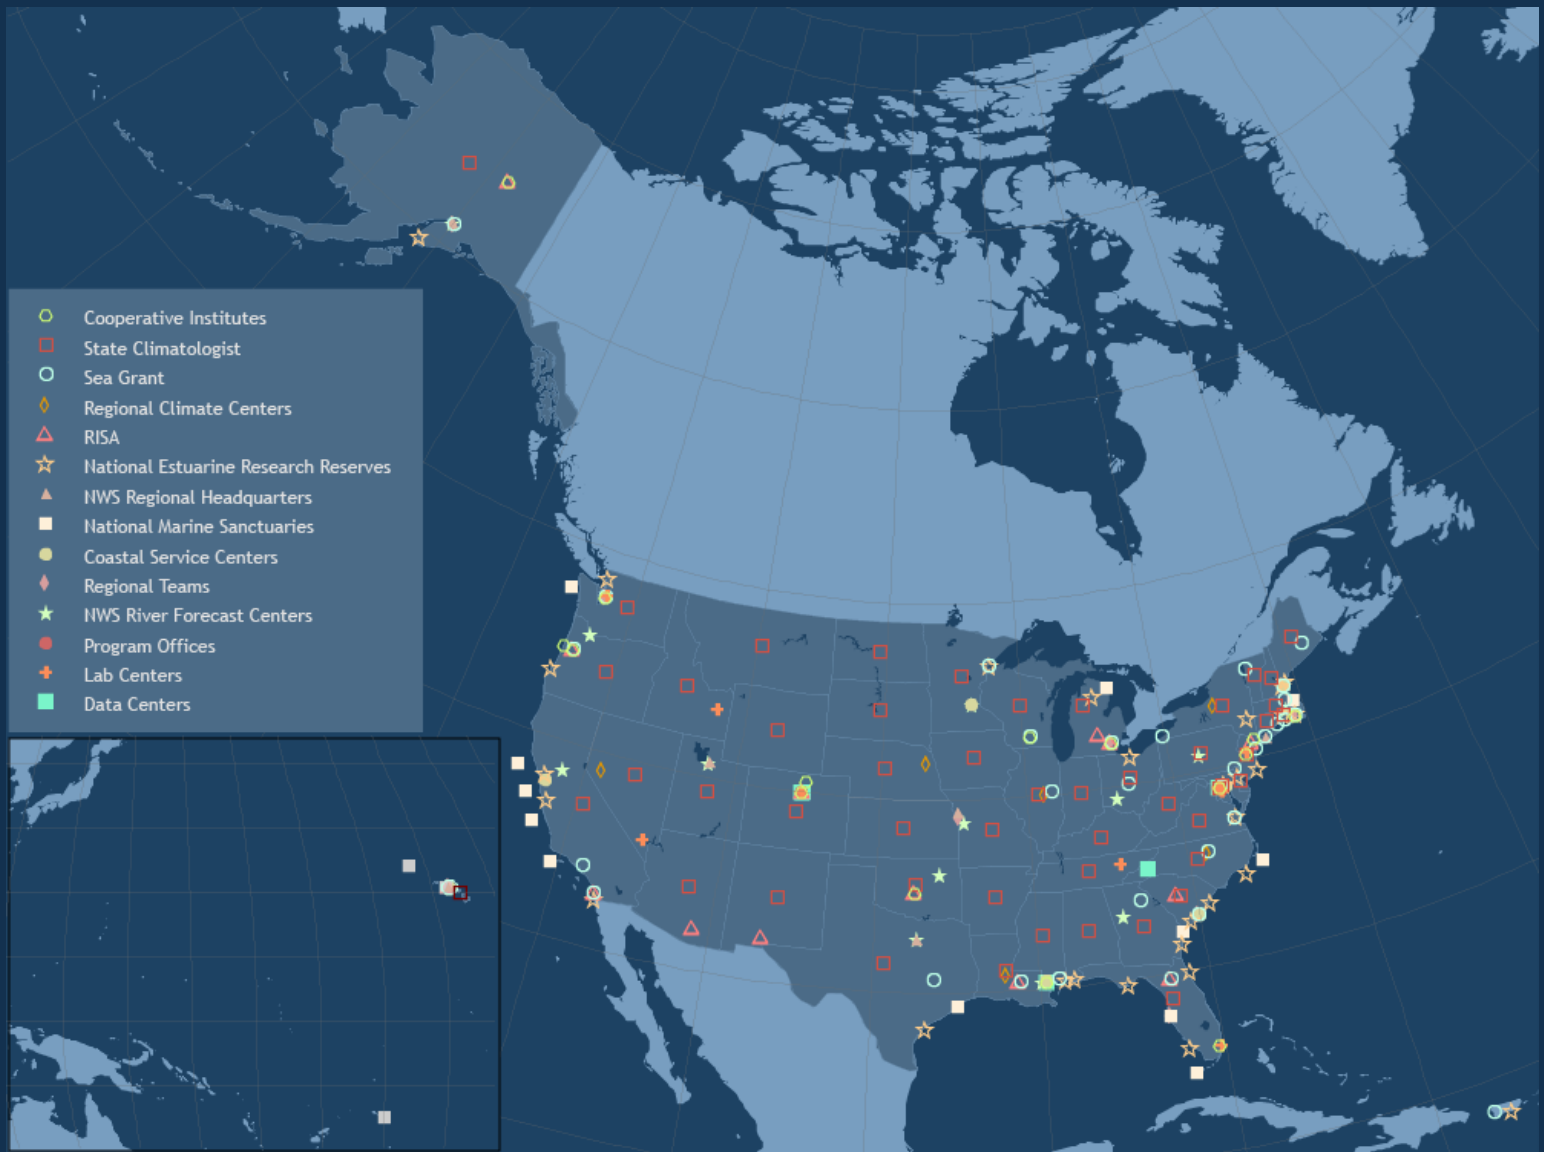 Cooperative Institutes
State Climatologist
Sea Grant
Regional Climate Centers
RISA
National Estuarine Research Reserves
NWS Regional Headquarters
National Marine Sanctuaries
Coastal Service Centers
Regional Teams
NWS River Forecast Centers
Program Offices
Lab Centers
Data Centers